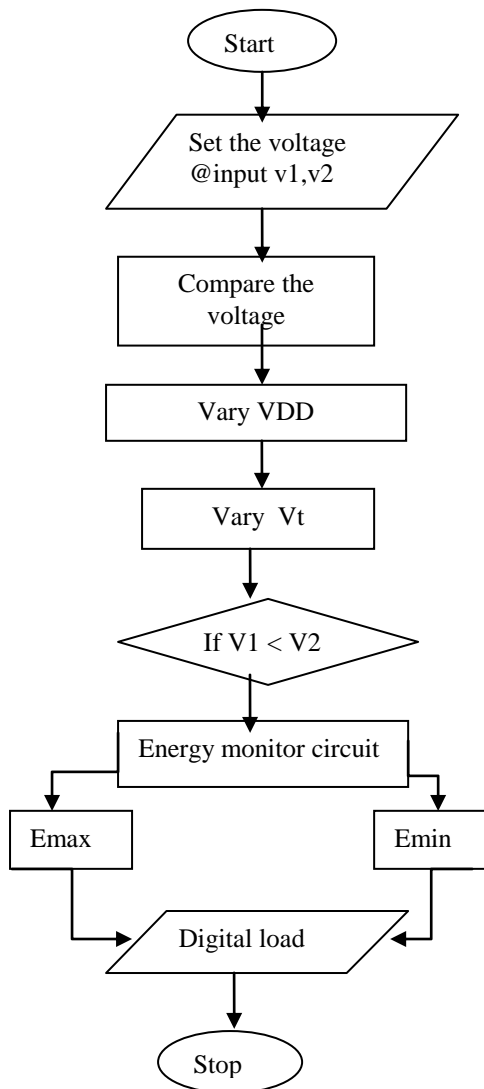 Start
Set the voltage
@input v1,v2
Compare the
voltage
Vary VDD
Vary Vt
If V1 < V2
Energy monitor circuit
Emax
Emin
Digital load
Stop